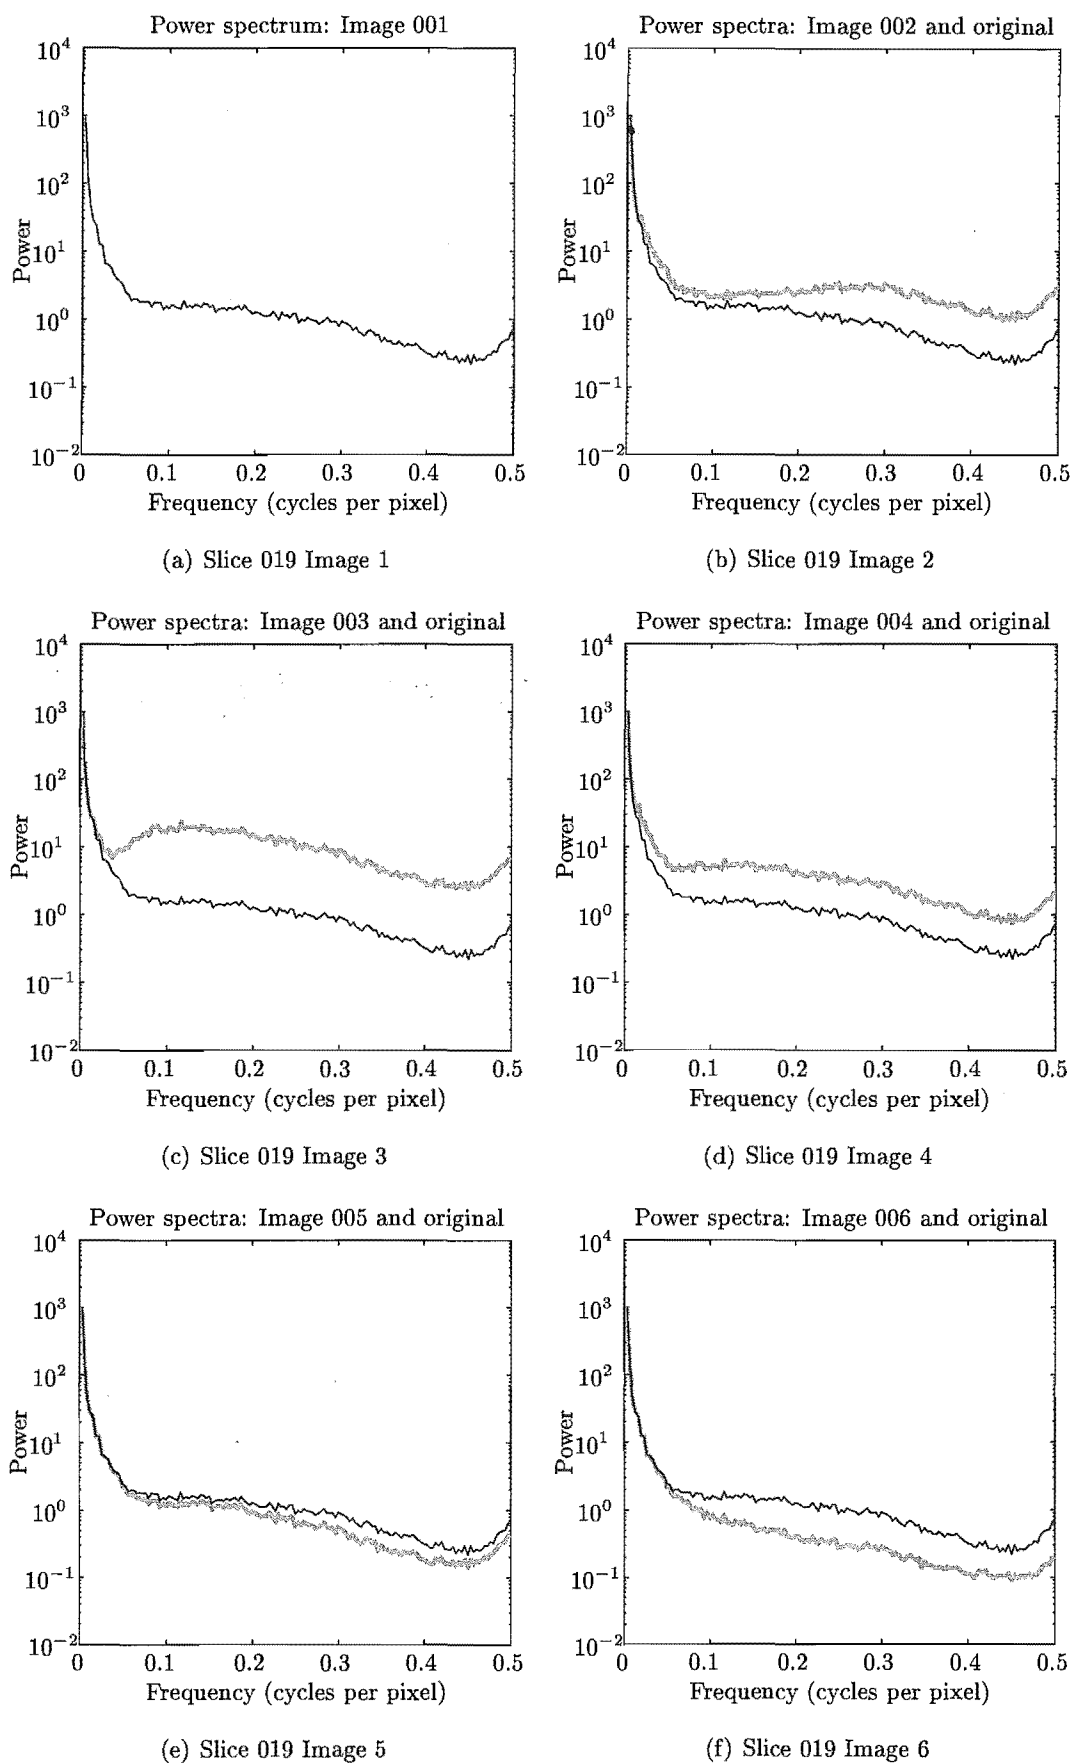 Power spectrum: Image 001
10^4
10^3
10^2
10^1
10^0
10^−1
10^−2
Power
0 0.1 0.2 0.3 0.4 0.5
Frequency (cycles per pixel)
(a) Slice 019 Image 1
Power spectra: Image 002 and original
10^4
10^3
10^2
10^1
10^0
10^−1
10^−2
Power
0 0.1 0.2 0.3 0.4 0.5
Frequency (cycles per pixel)
(b) Slice 019 Image 2
Power spectra: Image 003 and original
10^4
10^3
10^2
10^1
10^0
10^−1
10^−2
Power
0 0.1 0.2 0.3 0.4 0.5
Frequency (cycles per pixel)
(c) Slice 019 Image 3
Power spectra: Image 004 and original
10^4
10^3
10^2
10^1
10^0
10^−1
10^−2
Power
0 0.1 0.2 0.3 0.4 0.5
Frequency (cycles per pixel)
(d) Slice 019 Image 4
Power spectra: Image 005 and original
10^4
10^3
10^2
10^1
10^0
10^−1
10^−2
Power
0 0.1 0.2 0.3 0.4 0.5
Frequency (cycles per pixel)
(e) Slice 019 Image 5
Power spectra: Image 006 and original
10^4
10^3
10^2
10^1
10^0
10^−1
10^−2
Power
0 0.1 0.2 0.3 0.4 0.5
Frequency (cycles per pixel)
(f) Slice 019 Image 6